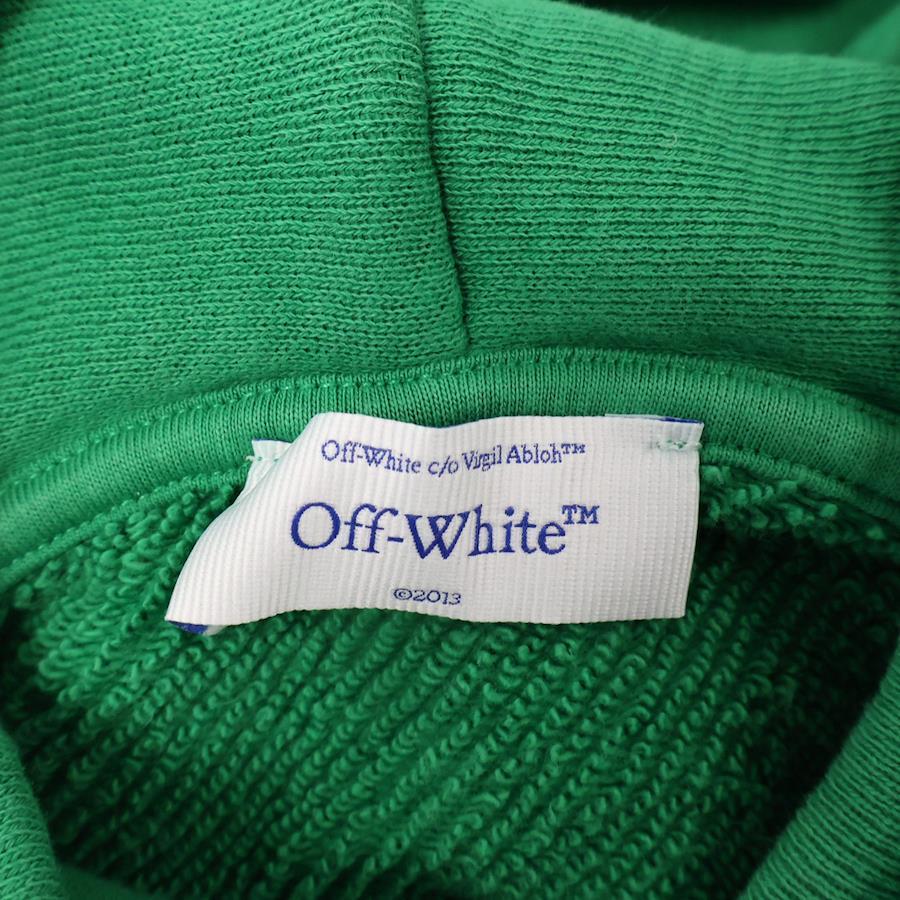 Off-White c/o Virgil Abloh™
Off-White™
©2013